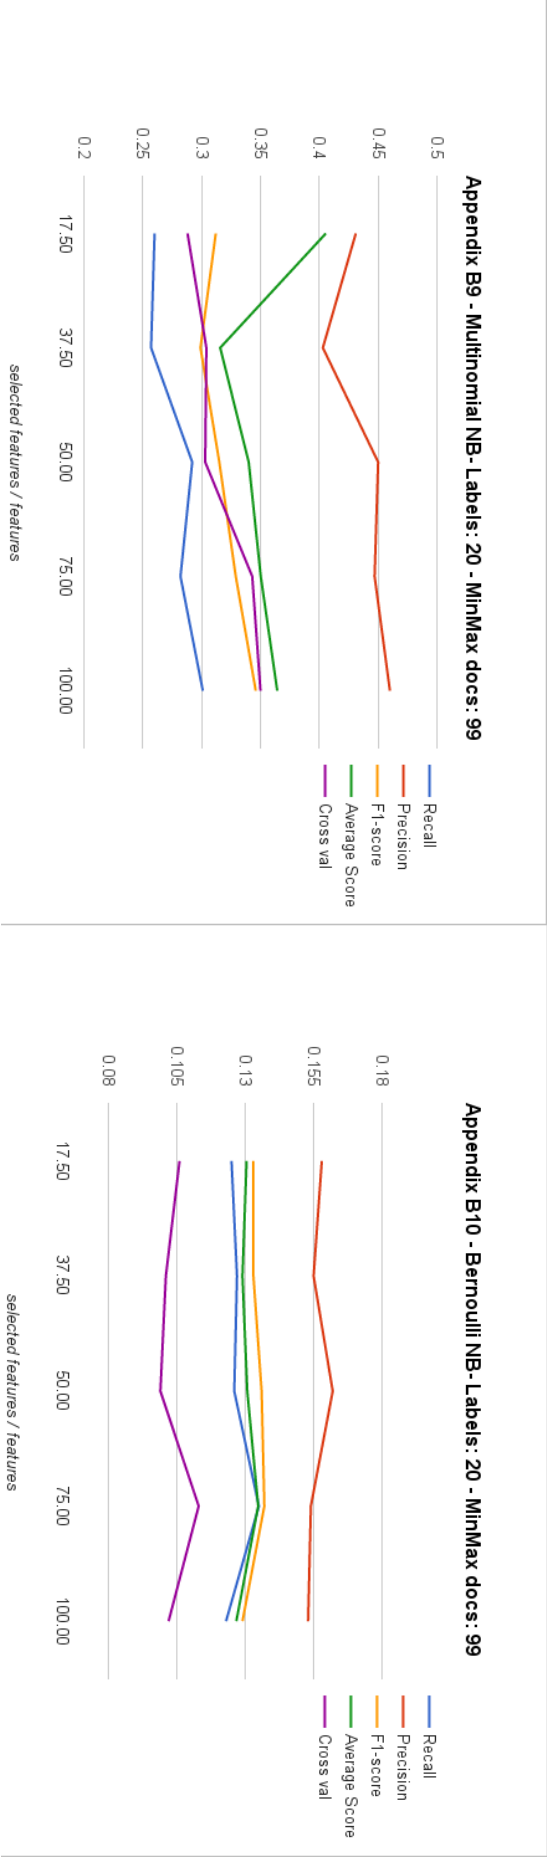 Appendix B9 - Multinomial NB- Labels: 20 - MinMax docs: 99
0.5
0.45
0.4
0.35
0.3
0.25
0.2
17.50 37.50 50.00 75.00 100.00
selected features / features
Recall
Precision
F1-score
Average Score
Cross val
Appendix B10 - Bernoulli NB- Labels: 20 - MinMax docs: 99
0.18
0.155
0.13
0.105
0.08
17.50 37.50 50.00 75.00 100.00
selected features / features
Recall
Precision
F1-score
Average Score
Cross val